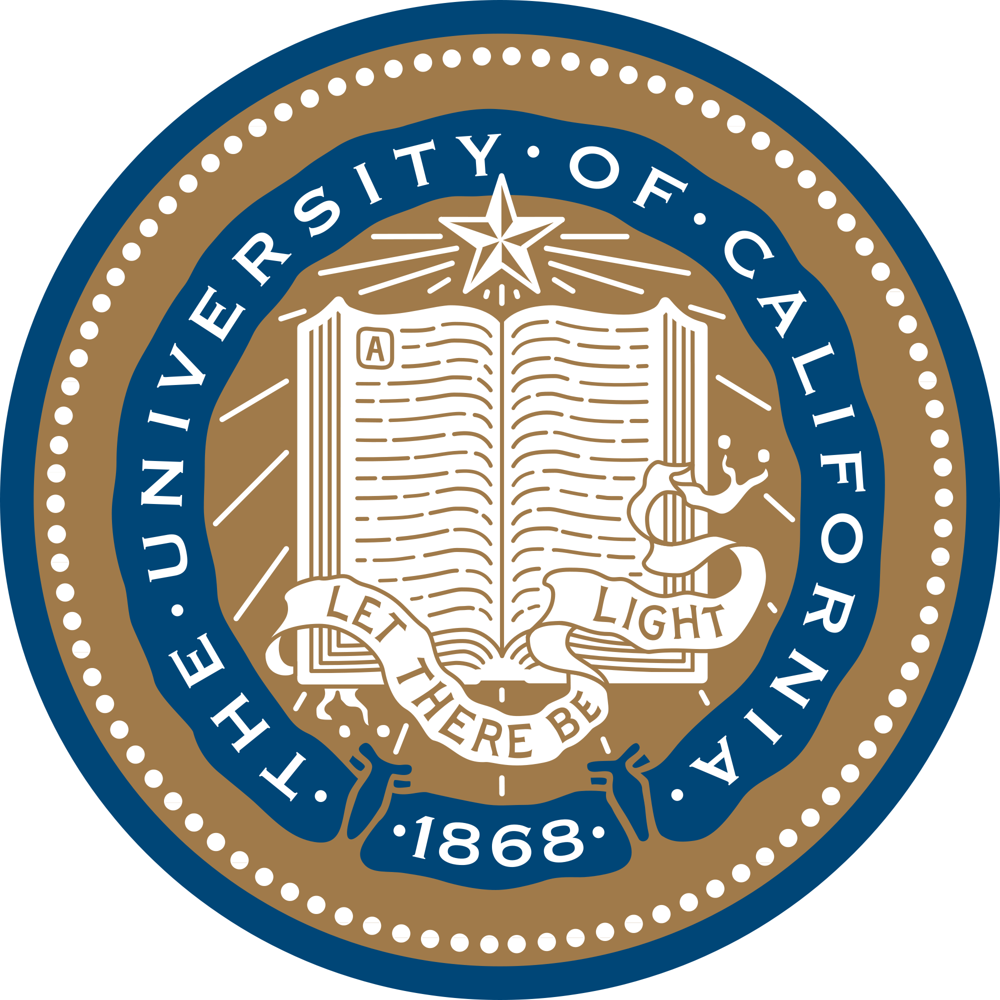 ·THE·UNIVERSITY·OF·CALIFORNIA·
A
LET THERE BE LIGHT
·1868·